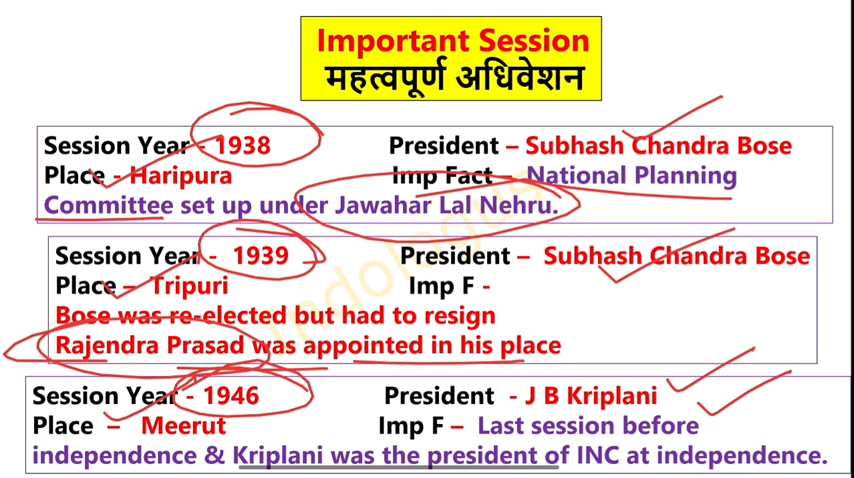 Important Session
महत्वपूर्ण अधिवेशन
Session Year - 1938 President – Subhash Chandra Bose
Place - Haripura Imp Fact – National Planning
Committee set up under Jawahar Lal Nehru.
Session Year - 1939 President – Subhash Chandra Bose
Place – Tripuri Imp F -
Bose was re-elected but had to resign
Rajendra Prasad was appointed in his place
Session Year - 1946 President - J B Kriplani
Place – Meerut Imp F – Last session before
independence & Kriplani was the president of INC at independence.